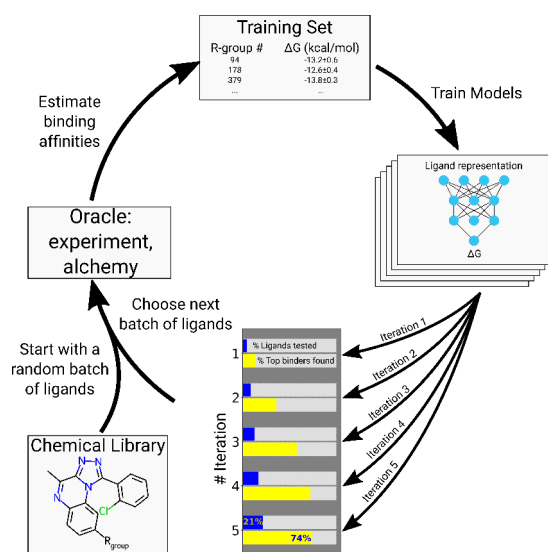 Training Set
R-group # ΔG (kcal/mol)
94 -13.2±0.6
178 -12.6±0.4
379 -13.8±0.3
... ...
Estimate
binding
affinities
Train Models
Ligand representation
ΔG
Oracle:
experiment,
alchemy
Choose next
batch of ligands
Start with a
random batch
of ligands
Iteration 1
Iteration 2
Iteration 3
Iteration 4
Iteration 5
# Iteration
1
% Ligands tested
% Top binders found
2
3
4
5
21%
74%
Chemical Library
N N
N
N
N
Cl
R group